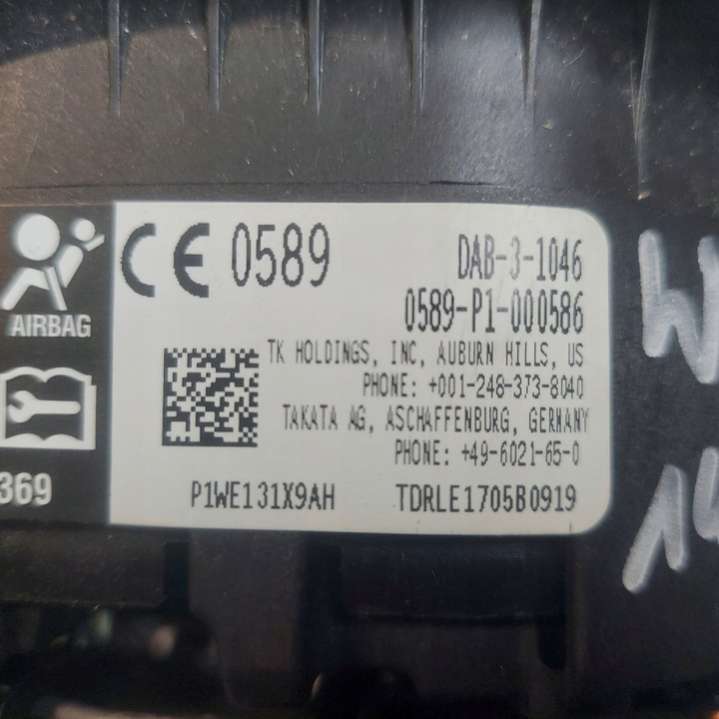 CE 0589
DAB-3-1046
0589-P1-000586
AIRBAG
TK HOLDINGS, INC, AUBURN HILLS, US
PHONE: +001-248-373-8040
TAKATA AG, ASCHAFFENBURG, GERMANY
PHONE: +49-6021-65-0
369
P1WE131X9AH
TDRLE1705B0919
W
14